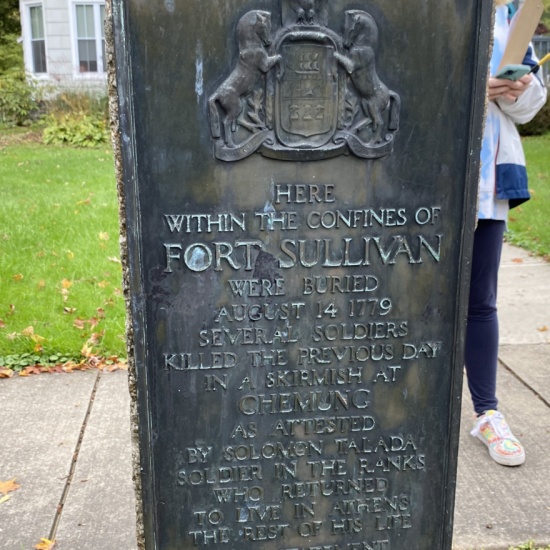 HERE
WITHIN THE CONFINES OF
FORT SULLIVAN
WERE BURIED
AUGUST 14 1779
SEVERAL SOLDIERS
KILLED THE PREVIOUS DAY
IN A SKIRMISH AT
CHEMUNG
AS ATTESTED
BY SOLOMON TALADA
SOLDIER IN THE RANKS
WHO RETURNED
TO LIVE IN ATHENS
THE REST OF HIS LIFE